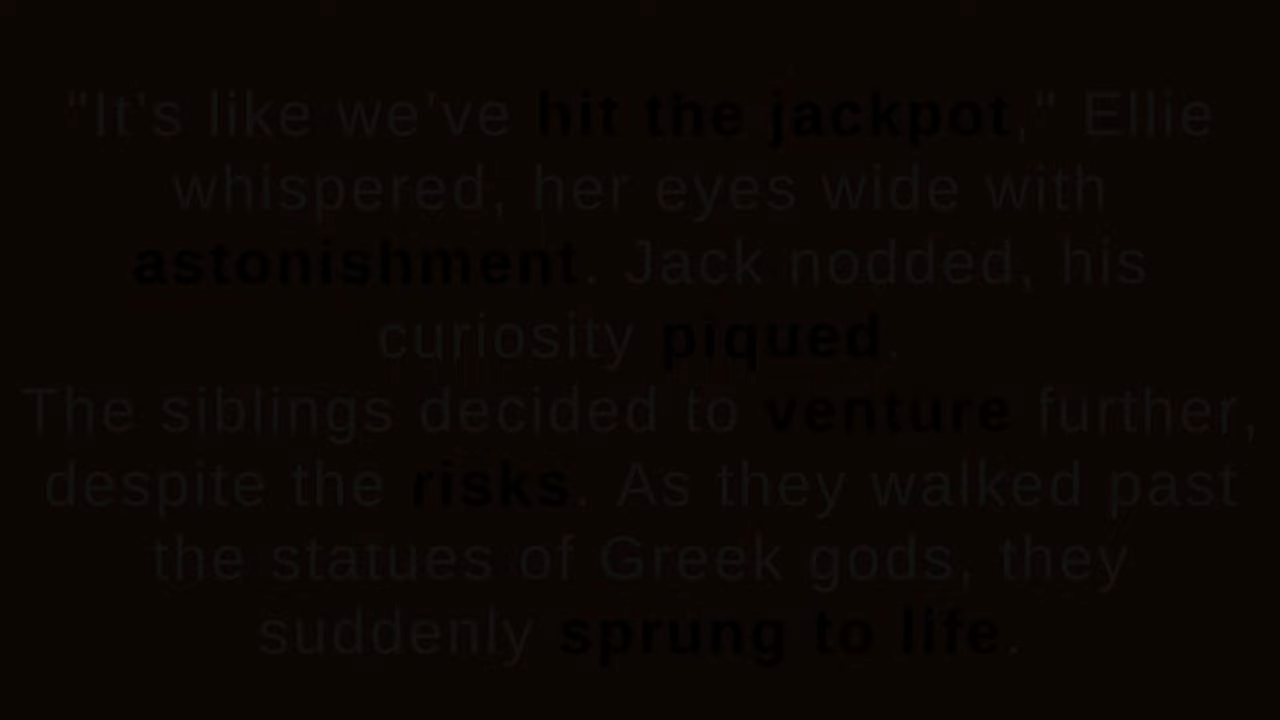 "It's like we've hit the jackpot," Ellie
whispered, her eyes wide with
astonishment. Jack nodded, his
curiosity piqued.
The siblings decided to venture further,
despite the risks. As they walked past
the statues of Greek gods, they
suddenly sprung to life.